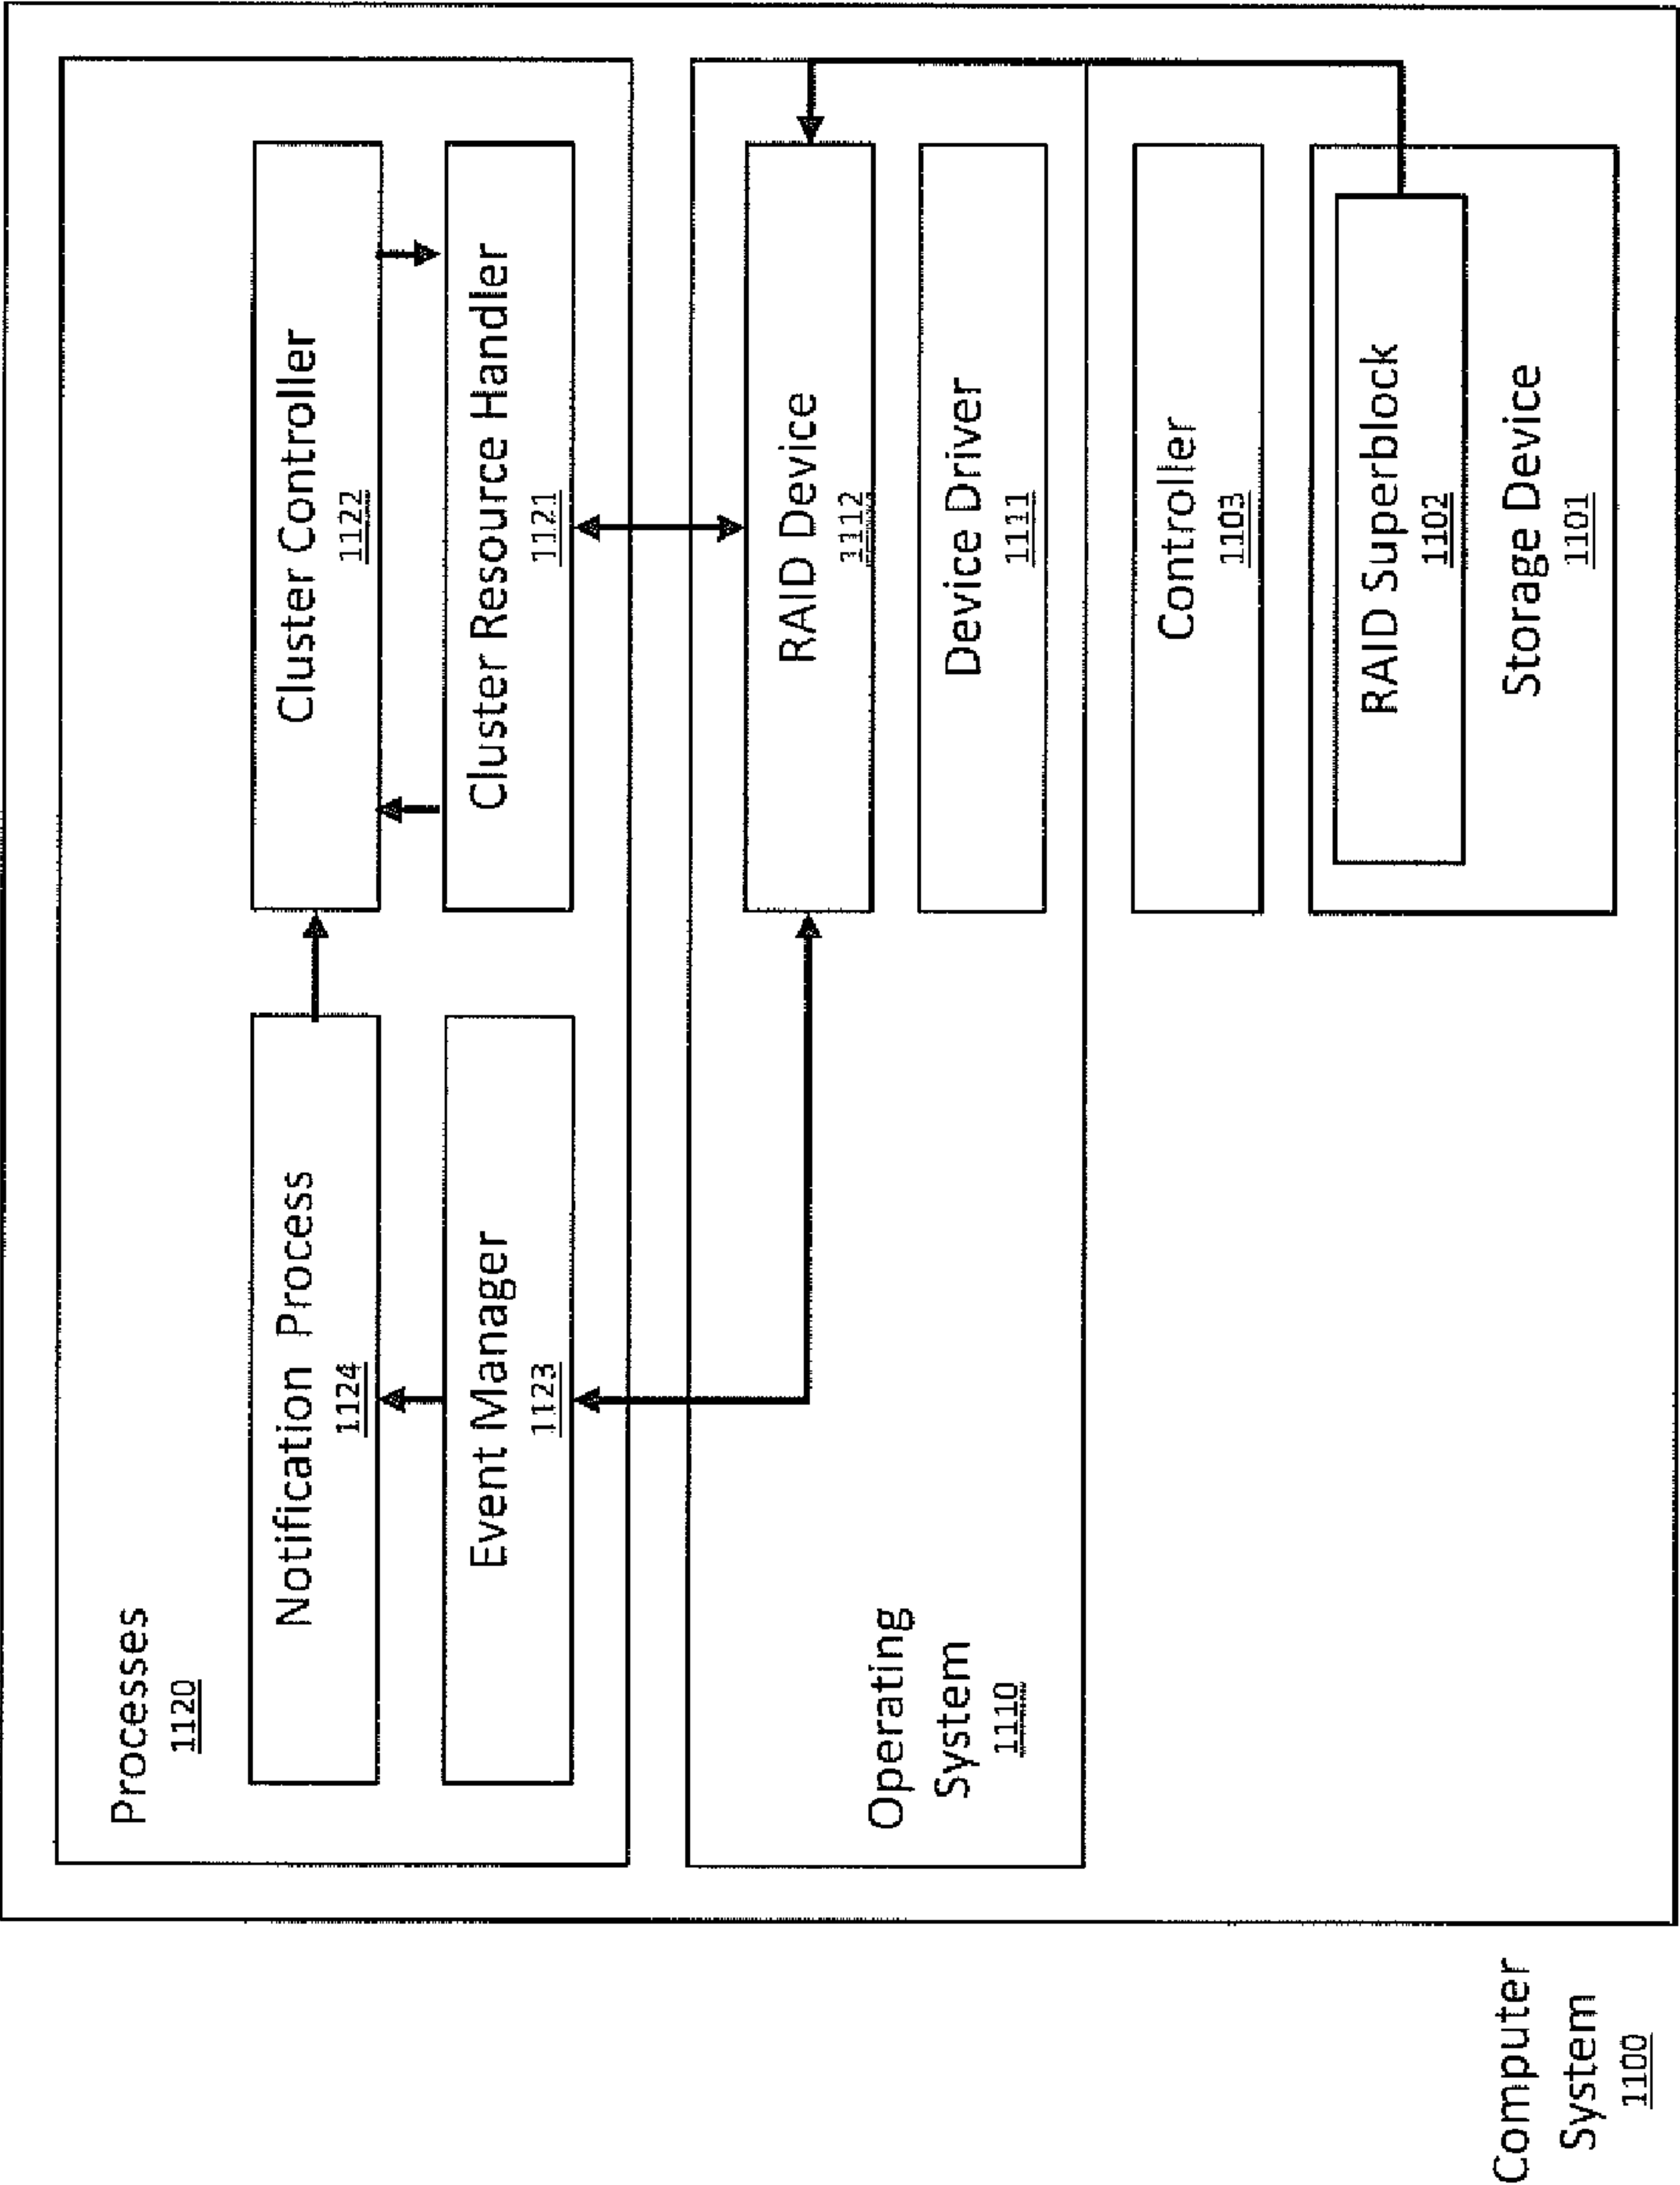 Processes
1120
Notification Process
1124
Cluster Controller
1122
Event Manager
1123
Cluster Resource Handler
1121
Operating
System
1110
RAID Device
1112
Device Driver
1111
Controller
1103
RAID Superblock
1102
Storage Device
1101
Computer
System
1100